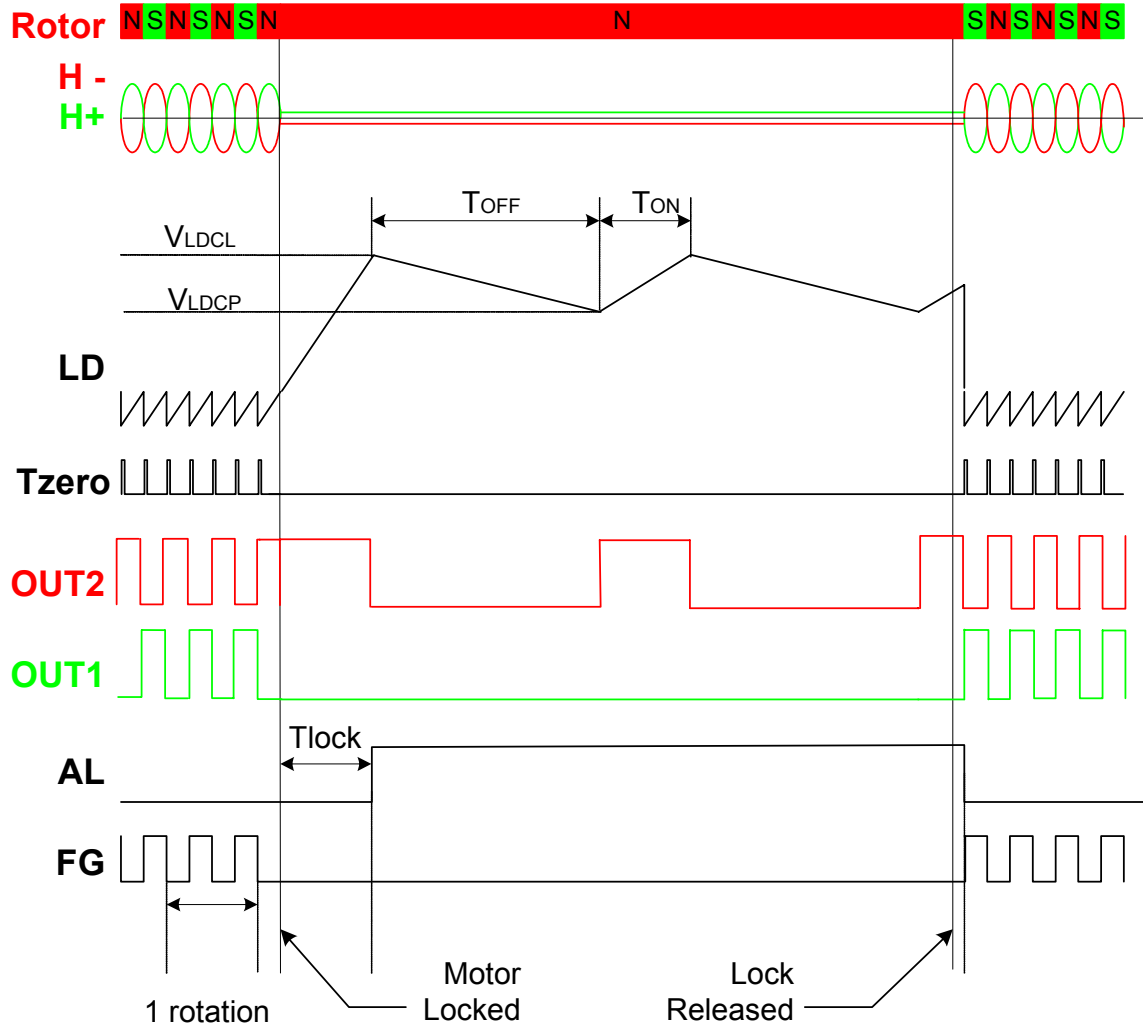 Rotor N S N S N S N N S N S N S N S
H -
H+
TOFF TON
VLDCL
VLDCP
LD
Tzero
OUT2
OUT1
Tlock
AL
FG
Motor
Locked
Lock
Released
1 rotation